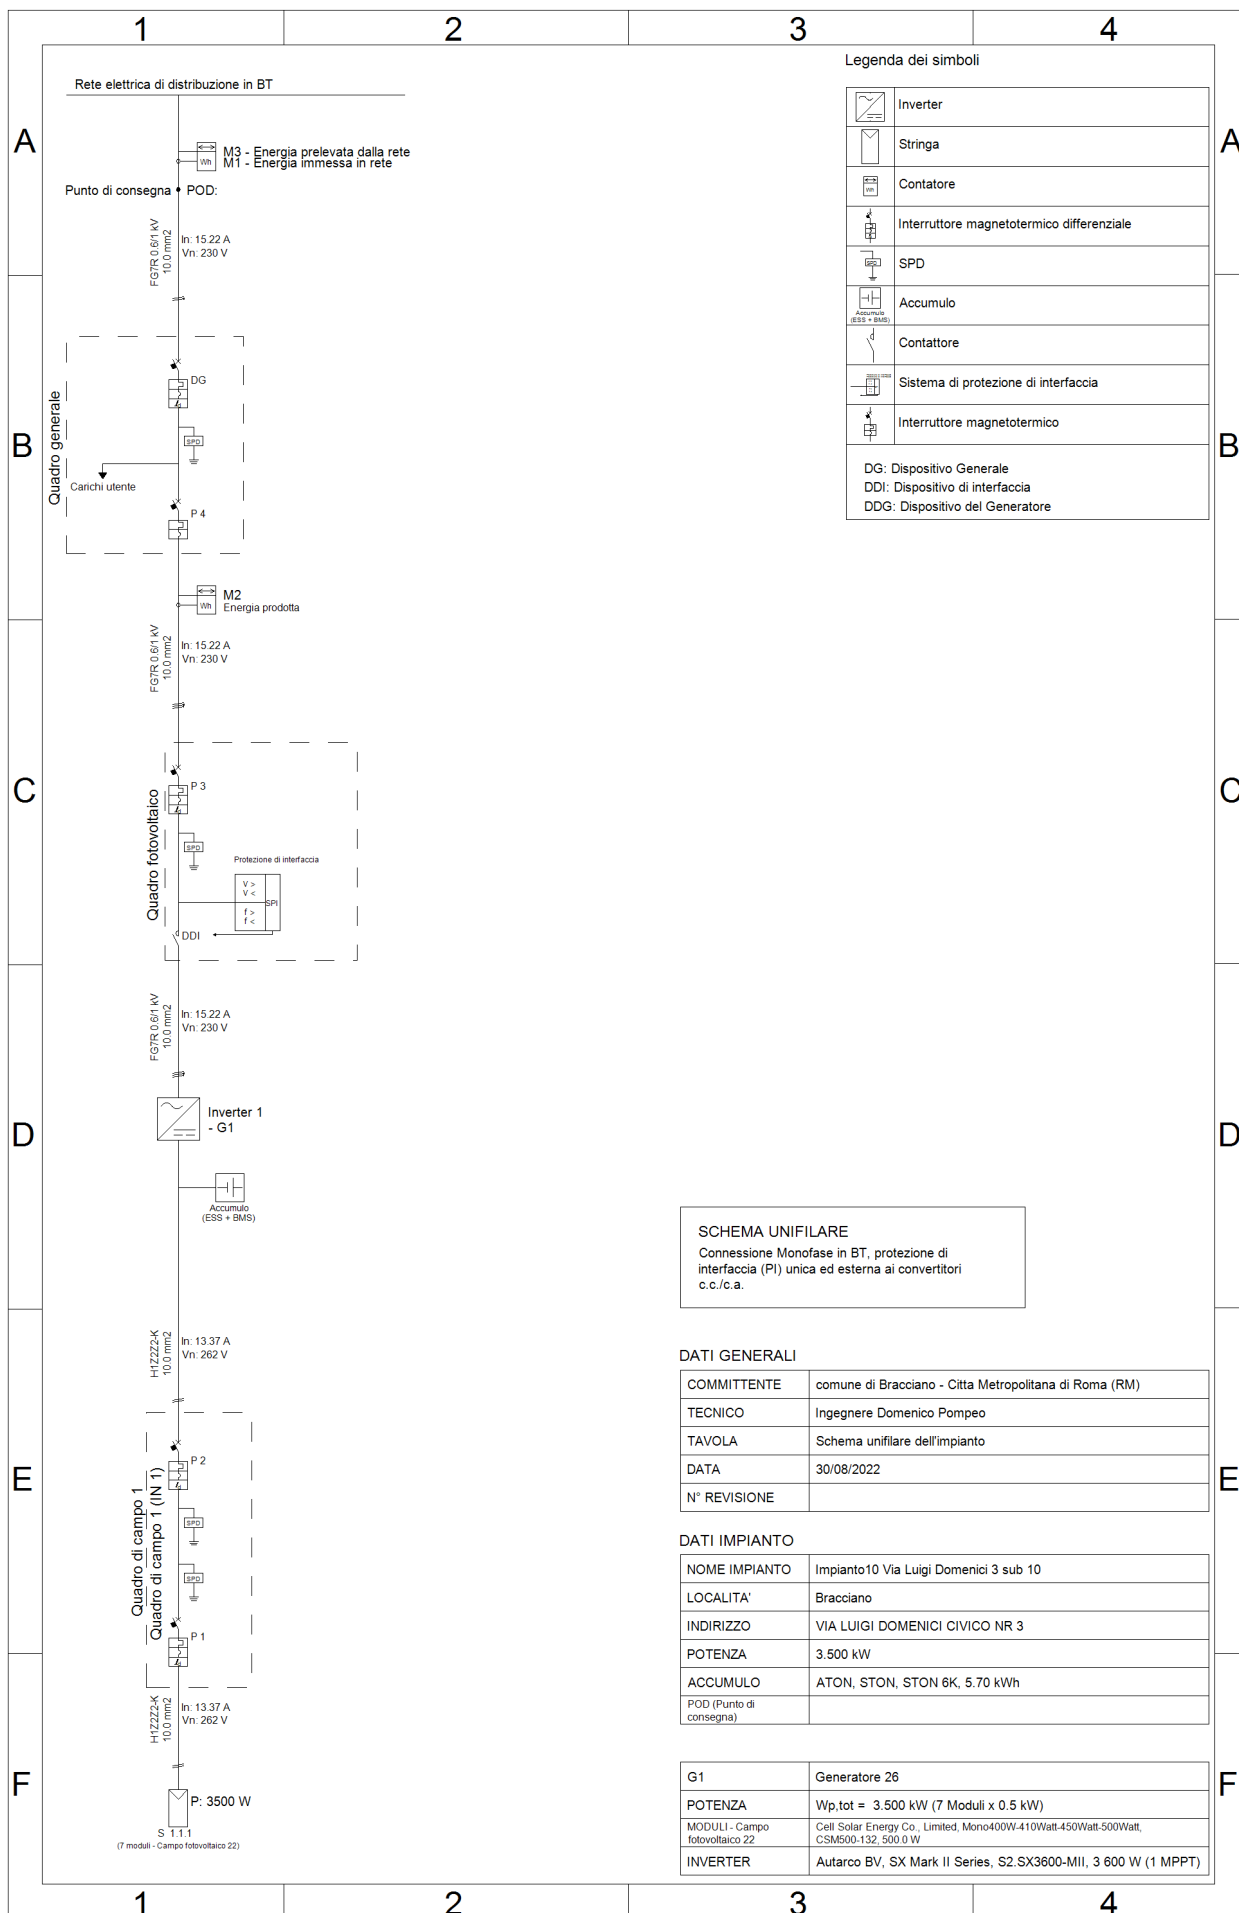 1 2 3 4
Rete elettrica di distribuzione in BT
A
Wh
M3 - Energia prelevata dalla rete
M1 - Energia immessa in rete
Punto di consegna
POD:
FG7R 0.6/1 kV
10.0 mm2
In: 15.22 A
Vn: 230 V
B
Quadro generale
DG
SPD
Carichi utente
P 4
Wh
M2
Energia prodotta
FG7R 0.6/1 kV
10.0 mm2
In: 15.22 A
Vn: 230 V
C
Quadro fotovoltaico
P 3
SPD
Protezione di interfaccia
V >
V <
f >
f <
SPI
DDI
FG7R 0.6/1 kV
10.0 mm2
In: 15.22 A
Vn: 230 V
D
Inverter 1
- G1
Accumulo
(ESS + BMS)
H1Z2Z2-K
10.0 mm2
In: 13.37 A
Vn: 262 V
E
Quadro di campo 1
Quadro di campo 1 (IN 1)
P 2
SPD
SPD
P 1
H1Z2Z2-K
10.0 mm2
In: 13.37 A
Vn: 262 V
F
P: 3500 W
S 1.1.1
(7 moduli - Campo fotovoltaico 22)
Legenda dei simboli
Inverter
Stringa
Wh
Contatore
Interruttore magnetotermico differenziale
SPD
SPD
Accumulo
(ESS + BMS)
Accumulo
Contattore
Sistema di protezione di interfaccia
Interruttore magnetotermico
DG: Dispositivo Generale
DDI: Dispositivo di interfaccia
DDG: Dispositivo del Generatore
A
B
C
D
SCHEMA UNIFILARE
Connessione Monofase in BT, protezione di
interfaccia (PI) unica ed esterna ai convertitori
c.c./c.a.
DATI GENERALI
COMMITTENTE comune di Bracciano - Citta Metropolitana di Roma (RM)
TECNICO Ingegnere Domenico Pompeo
TAVOLA Schema unifilare dell'impianto
DATA 30/08/2022
N° REVISIONE
E
DATI IMPIANTO
NOME IMPIANTO Impianto10 Via Luigi Domenici 3 sub 10
LOCALITA' Bracciano
INDIRIZZO VIA LUIGI DOMENICI CIVICO NR 3
POTENZA 3.500 kW
ACCUMULO ATON, STON, STON 6K, 5.70 kWh
POD (Punto di
consegna)
G1 Generatore 26
POTENZA Wp,tot = 3.500 kW (7 Moduli x 0.5 kW)
MODULI - Campo
fotovoltaico 22
Cell Solar Energy Co., Limited, Mono400W-410Watt-450Watt-500Watt,
CSM500-132, 500.0 W
INVERTER Autarco BV, SX Mark II Series, S2.SX3600-MII, 3 600 W (1 MPPT)
F
1 2 3 4